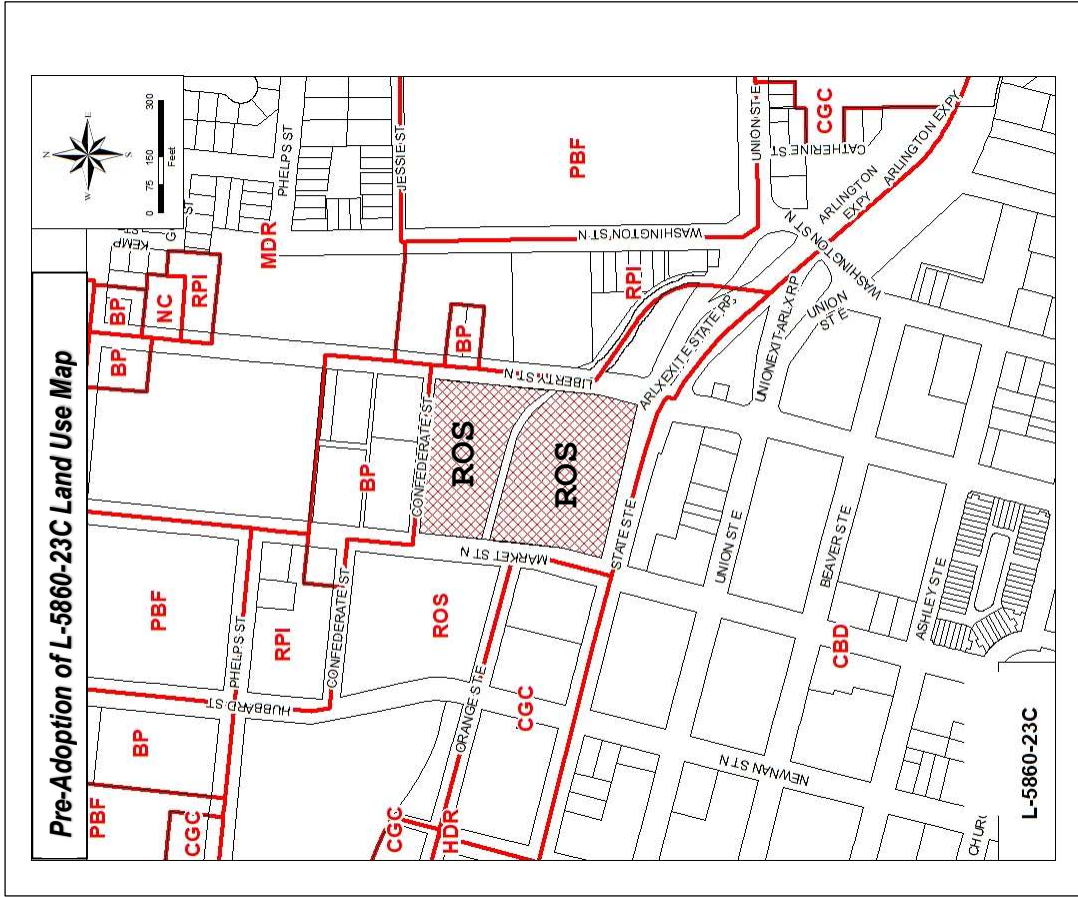 Pre-Adoption of L-5860-23C Land Use Map
N
W
E
S
0 75 150 300
Feet
PBF
BP
PBF
BP
BP
KEMP
G
ST
NC
RPI
CGC
HUBBARD ST
PHELPS ST
RPI
MDR
PHELPS ST
CONFEDERATE ST
BP
JESSIE ST
CGC
CONFEDERATE ST
ROS
HDR
ORANGE ST E
MARKET ST N
ROS
BP
LIBERTY ST N
CGC
ROS
PBF
STATE ST E
RPI
WASHINGTON ST N
ARLX EXIT E STATE RP
NEWNAN ST N
UNION ST E
UNION EXIT ARLX RP
UNION ST E
UNION ST E
CATHERINE ST
CGC
CBD
BEAVER ST E
WASHINGTON ST N
WASHINGTON
ARLINGTON EXPY
ARLINGTON EXPY
ASHLEY ST E
CHUR
L-5860-23C